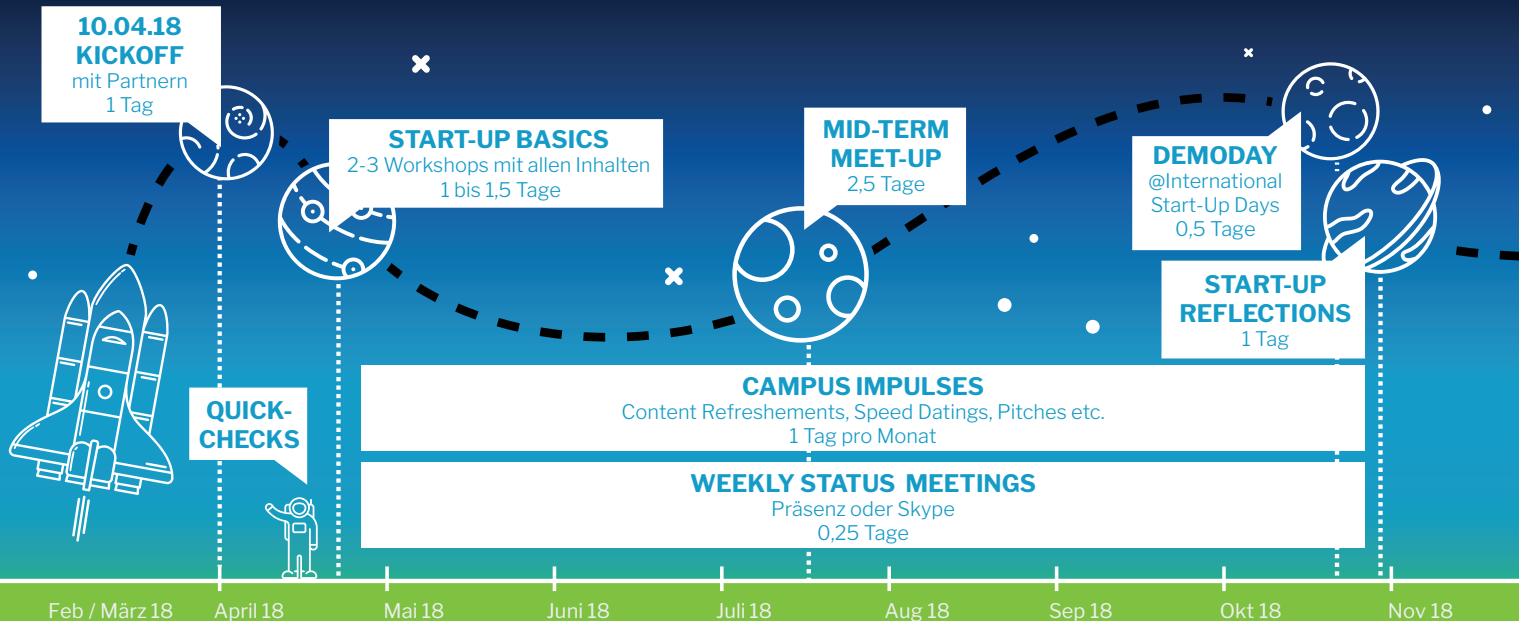 10.04.18
KICKOFF
mit Partnern
1 Tag
START-UP BASICS
2-3 Workshops mit allen Inhalten
1 bis 1,5 Tage
MID-TERM
MEET-UP
2,5 Tage
DEMODAY
@International
Start-Up Days
0,5 Tage
START-UP
REFLECTIONS
1 Tag
QUICK-
CHECKS
CAMPUS IMPULSES
Content Refreshements, Speed Datings, Pitches etc.
1 Tag pro Monat
WEEKLY STATUS MEETINGS
Präsenz oder Skype
0,25 Tage
Feb / März 18 April 18 Mai 18 Juni 18 Juli 18 Aug 18 Sep 18 Okt 18 Nov 18